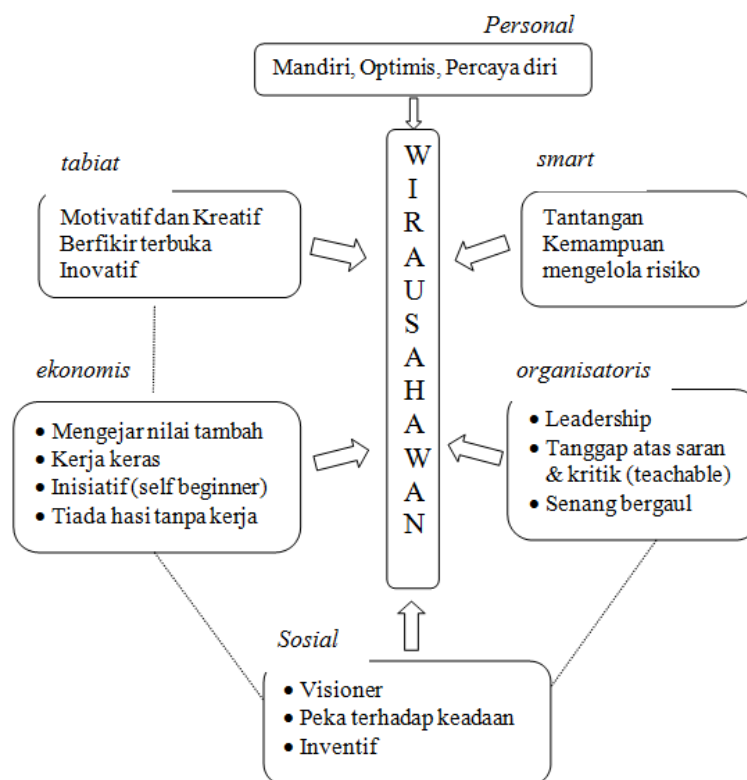 Personal
Mandiri, Optimis, Percaya diri
WIRAUSAHAWAN
tabiat
Motivatif dan Kreatif
Berfikir terbuka
Inovatif
smart
Tantangan
Kemampuan
mengelola risiko
ekonomis
• Mengejar nilai tambah
• Kerja keras
• Inisiatif (self beginner)
• Tiada hasi tanpa kerja
organisatoris
• Leadership
• Tanggap atas saran
& kritik (teachable)
• Senang bergaul
Sosial
• Visioner
• Peka terhadap keadaan
• Inventif